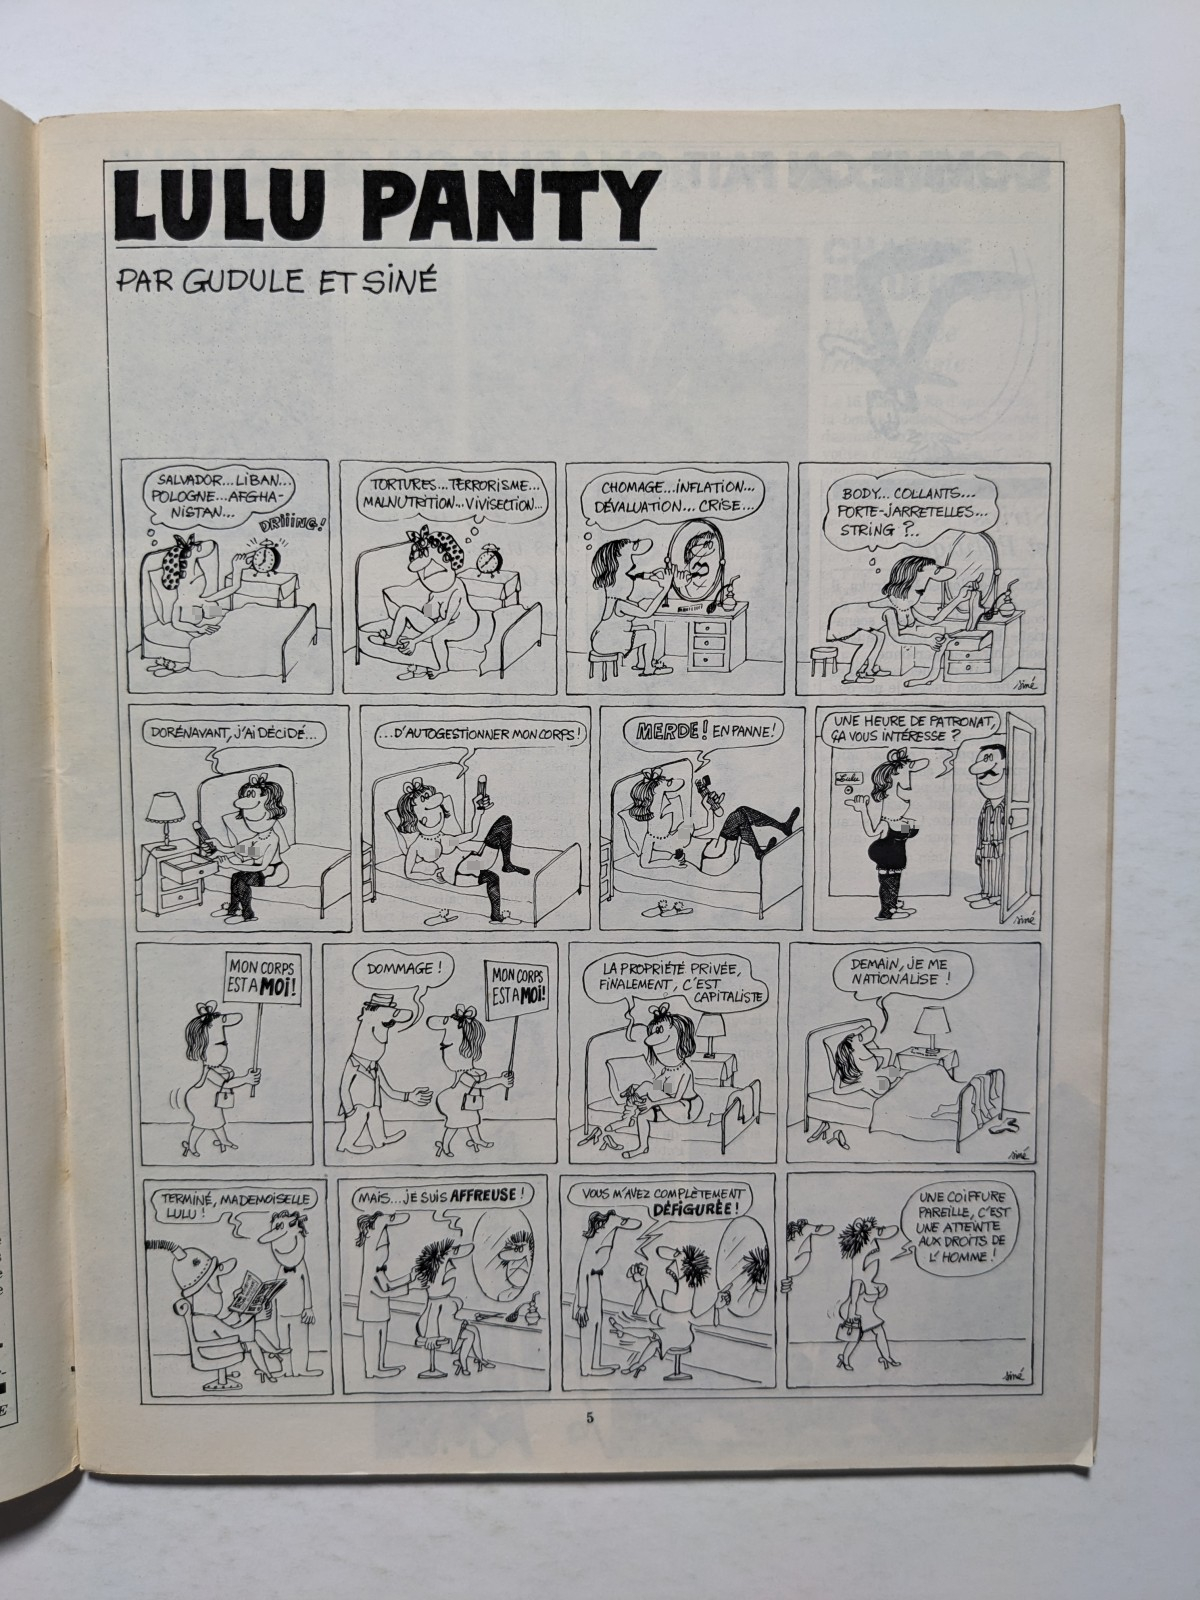 LULU PANTY
PAR GUDULE ET SINÉ
SALVADOR... LIBAN...
POLOGNE... AFGHA-
NISTAN...
DRIIING!
TORTURES... TERRORISME...
MALNUTRITION... VIVISECTION...
CHOMAGE... INFLATION...
DÉVALUATION... CRISE...
BODY... COLLANTS...
PORTE-JARRETELLES...
STRING ?..
siné
DORÉNAVANT, J'AI DÉCIDÉ...
...D'AUTOGESTIONNER MON CORPS !
MERDE ! EN PANNE !
UNE HEURE DE PATRONAT,
ÇA VOUS INTÉRESSE ?
Lulu
siné
MON CORPS
EST A MOI !
DOMMAGE !
MON CORPS
EST A MOI !
LA PROPRIÉTÉ PRIVÉE,
FINALEMENT, C'EST
CAPITALISTE
DEMAIN, JE ME
NATIONALISE !
siné
TERMINÉ, MADEMOISELLE
LULU !
MAIS... JE SUIS AFFREUSE !
VOUS M'AVEZ COMPLÈTEMENT
DÉFIGURÉE !
UNE COIFFURE
PAREILLE, C'EST
UNE ATTEINTE
AUX DROITS DE
L'HOMME !
siné
5